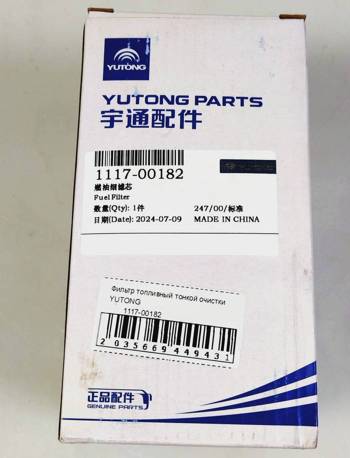 YUTONG
YUTONG PARTS
宇通配件
1117-00182
燃油细滤芯
Fuel Filter
数量(Qty): 1件 247/00/标准
日期(Date): 2024-07-09 MADE IN CHINA
Фильтр топливный тонкой очистки
YUTONG
1117-00182
2035669449431
正品配件
GENUINE PARTS